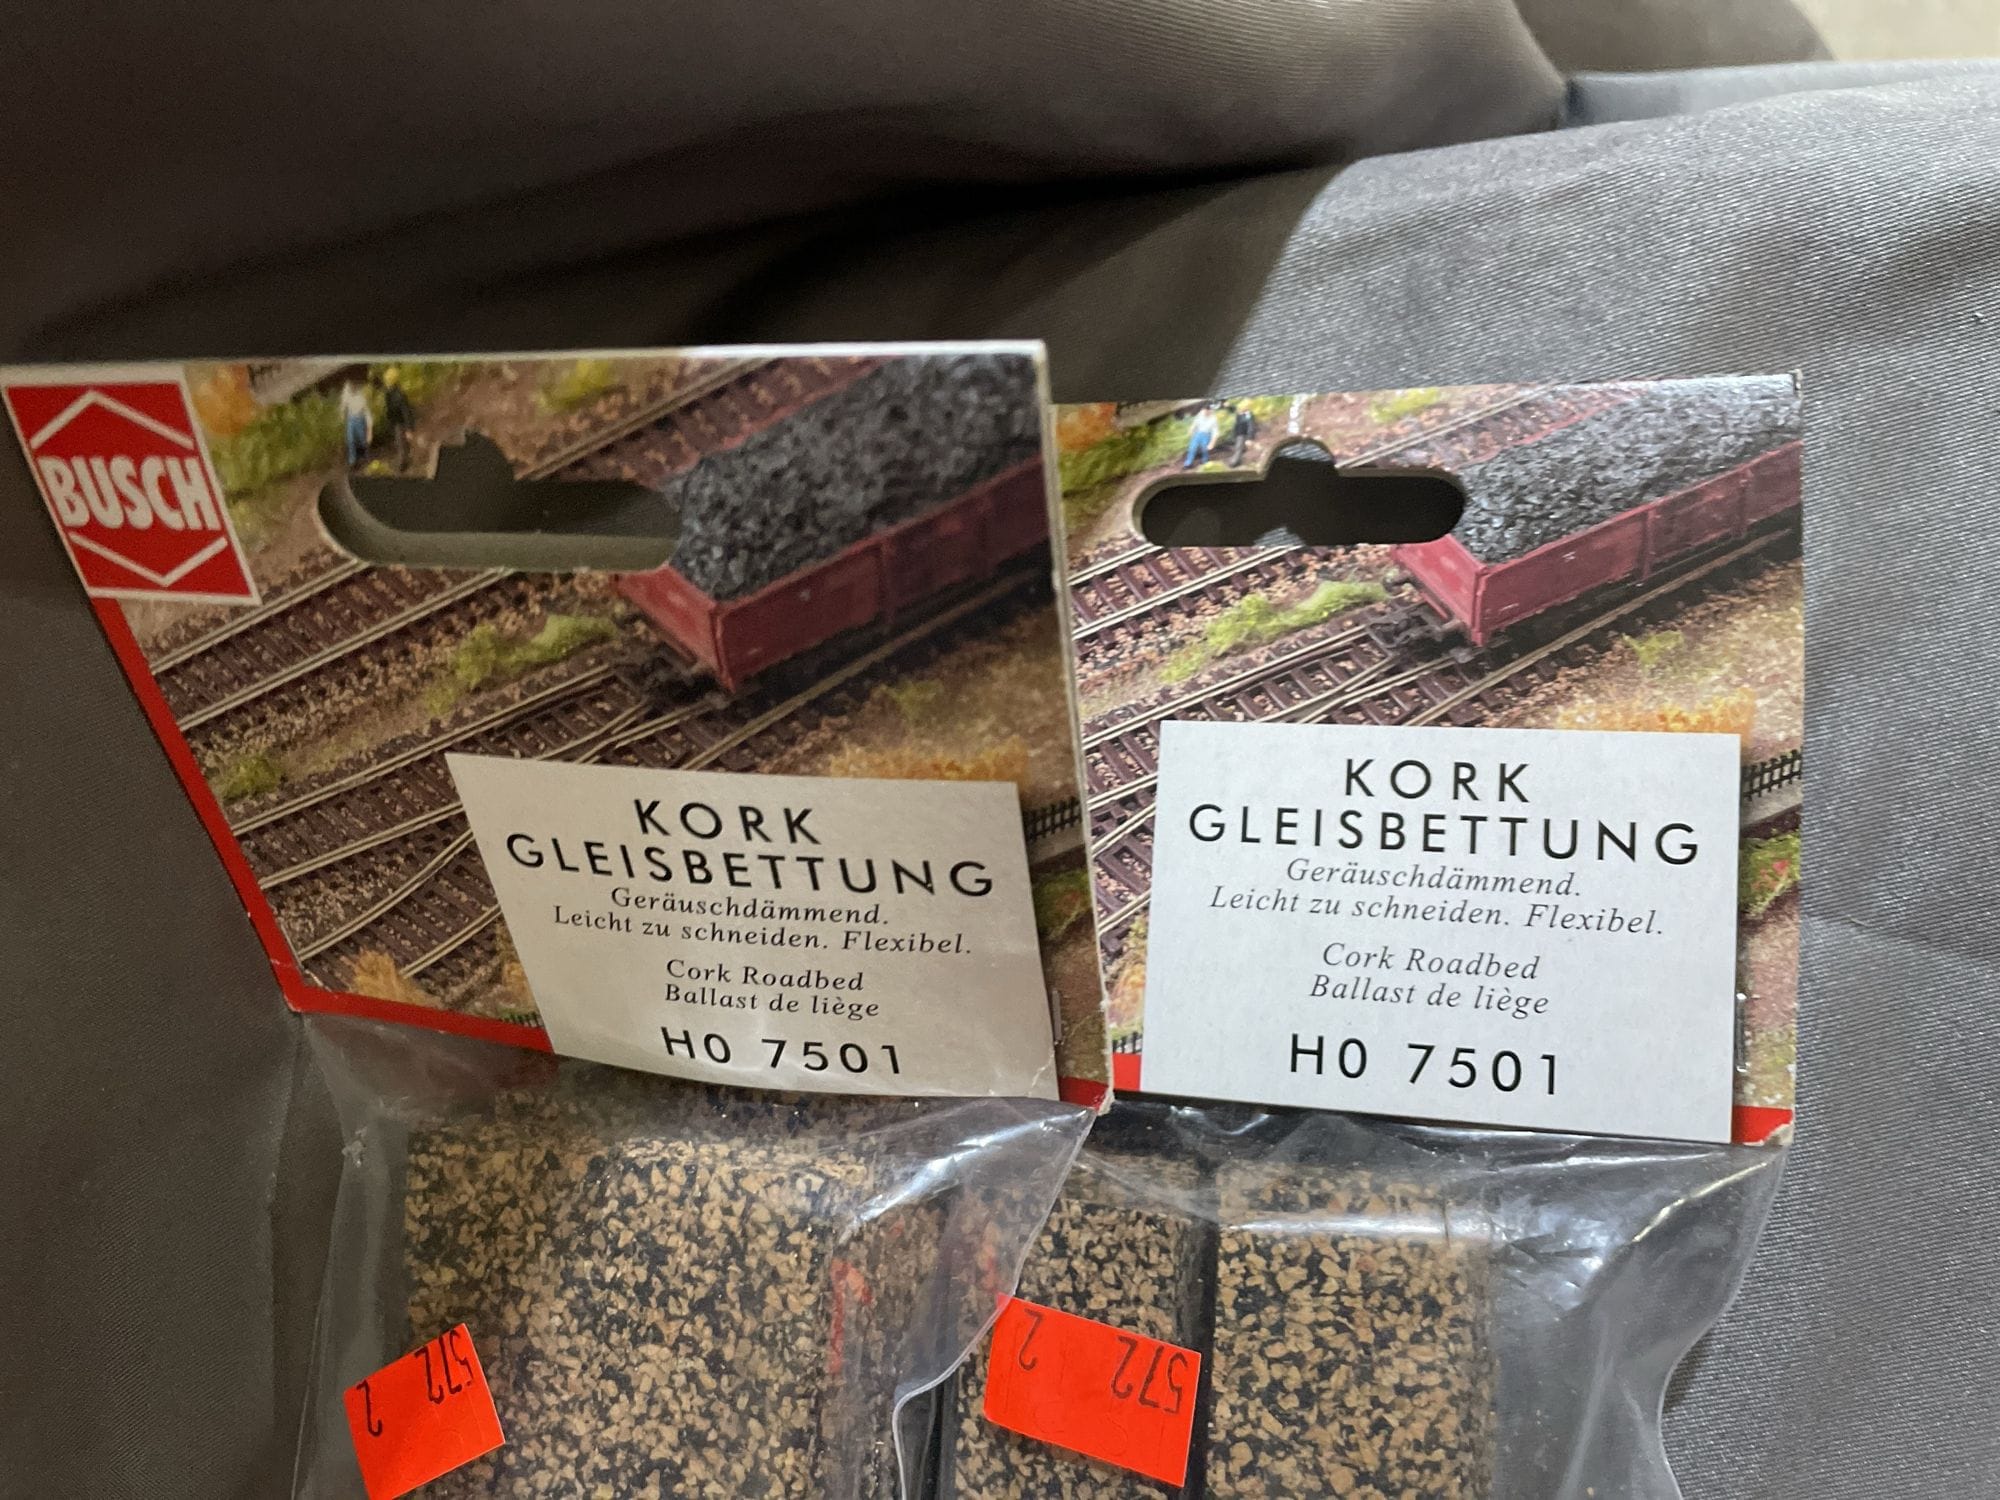 BUSCH
KORK
GLEISBETTUNG
Geräuschdämmend.
Leicht zu schneiden. Flexibel.
Cork Roadbed
Ballast de liège
H0 7501
572
2
KORK
GLEISBETTUNG
Geräuschdämmend.
Leicht zu schneiden. Flexibel.
Cork Roadbed
Ballast de liège
H0 7501
572
2